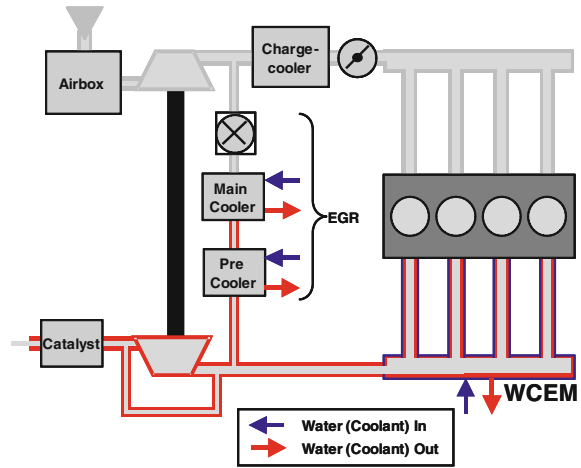 Charge-
cooler
Airbox
Main
Cooler
EGR
Pre
Cooler
Catalyst
WCEM
Water (Coolant) In
Water (Coolant) Out